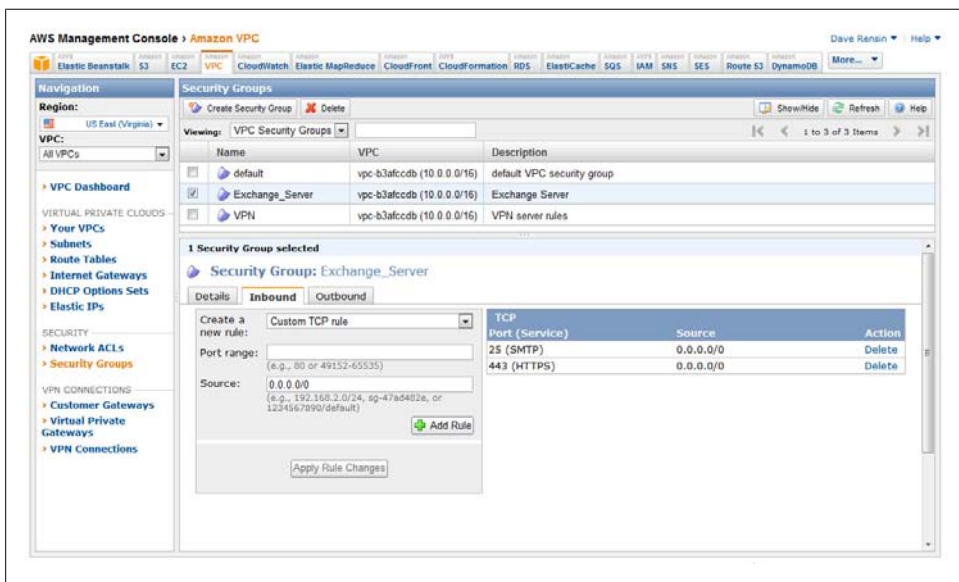 AWS Management Console > Amazon VPC
Dave Rensin
Help
Elastic Beanstalk
S3
EC2
VPC
CloudWatch
Elastic MapReduce
CloudFront
CloudFormation
RDS
ElastiCache
SQS
IAM
SNS
SES
Route 53
DynamoDB
More...
Navigation
Region:
US East (Virginia)
VPC:
All VPCs
VPC Dashboard
VIRTUAL PRIVATE CLOUDS
Your VPCs
Subnets
Route Tables
Internet Gateways
DHCP Options Sets
Elastic IPs
SECURITY
Network ACLs
Security Groups
VPN CONNECTIONS
Customer Gateways
Virtual Private
Gateways
VPN Connections
Security Groups
Create Security Group
Delete
Show/Hide
Refresh
Help
Viewing: VPC Security Groups
1 to 3 of 3 Items
Name VPC Description
default vpc-b3afccdb (10.0.0.0/16) default VPC security group
Exchange_Server vpc-b3afccdb (10.0.0.0/16) Exchange Server
VPN vpc-b3afccdb (10.0.0.0/16) VPN server rules
1 Security Group selected
Security Group: Exchange_Server
Details Inbound Outbound
Create a
new rule:
Custom TCP rule
Port range:
(e.g., 80 or 49152-65535)
Source:
0.0.0.0/0
(e.g., 192.168.2.0/24, sg-47ad482e, or
1234567890/default)
Add Rule
Apply Rule Changes
TCP
Port (Service) Source Action
25 (SMTP) 0.0.0.0/0 Delete
443 (HTTPS) 0.0.0.0/0 Delete